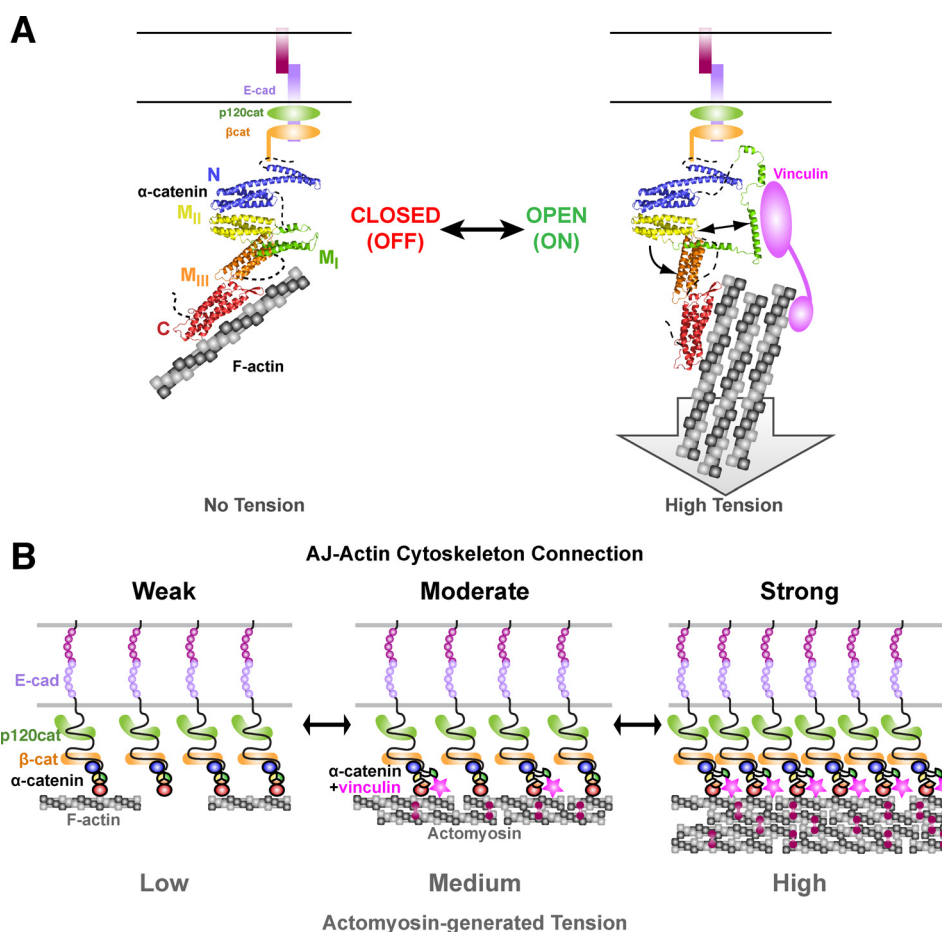 A
E-cad
p120cat
βcat
N
α-catenin
MII
MI
MIII
C
F-actin
No Tension
CLOSED
(OFF)
OPEN
(ON)
Vinculin
High Tension
B
AJ-Actin Cytoskeleton Connection
Weak
Moderate
Strong
E-cad
p120cat
β-cat
α-catenin
F-actin
α-catenin
+vinculin
Actomyosin
Low
Medium
High
Actomyosin-generated Tension